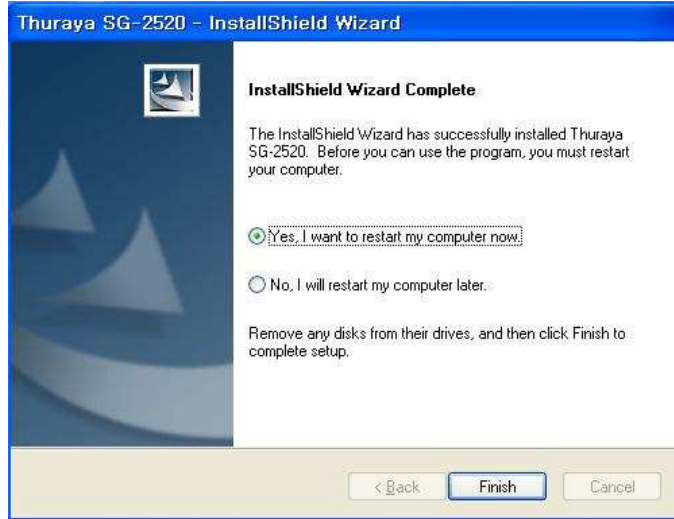 Thuraya SG-2520 - InstallShield Wizard
InstallShield Wizard Complete
The InstallShield Wizard has successfully installed Thuraya
SG-2520. Before you can use the program, you must restart
your computer.
Yes, I want to restart my computer now.
No, I will restart my computer later.
Remove any disks from their drives, and then click Finish to
complete setup.
< Back Finish Cancel